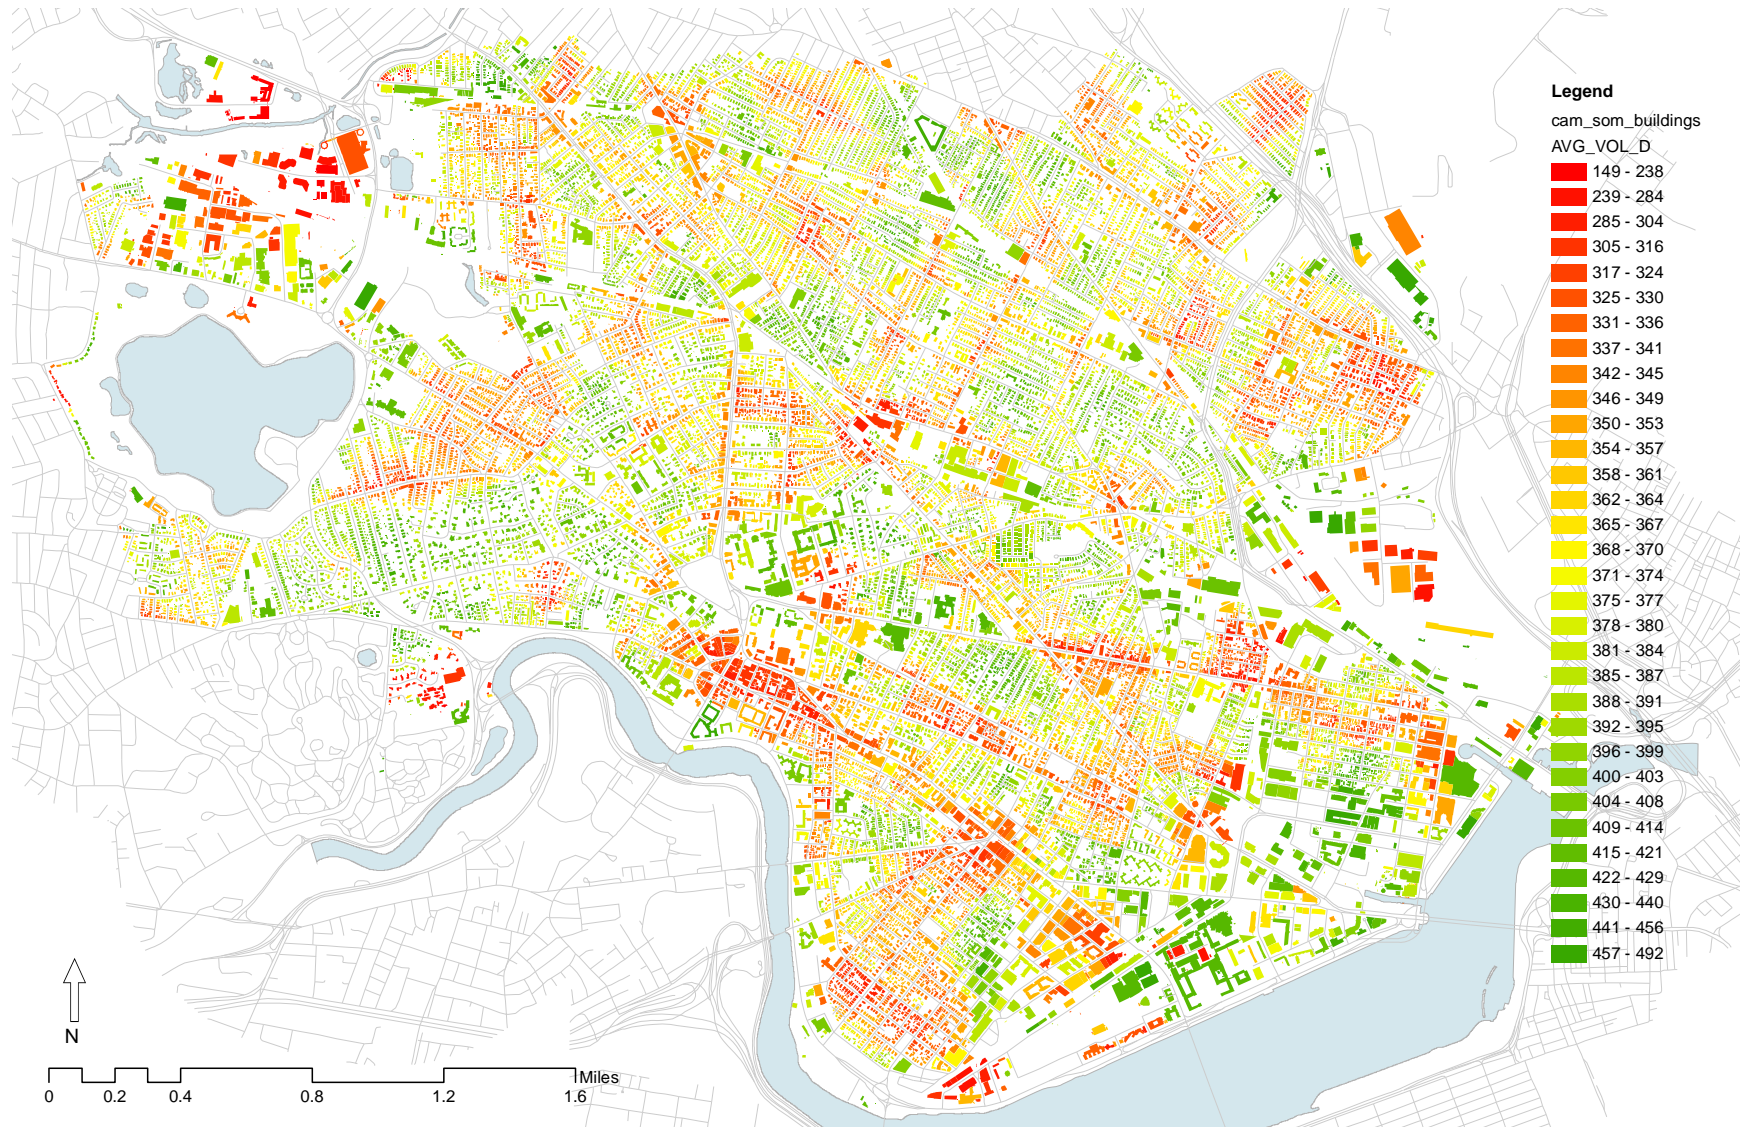 Legend
cam_som_buildings
AVG_VOL_D
149 - 238
239 - 284
285 - 304
305 - 316
317 - 324
325 - 330
331 - 336
337 - 341
342 - 345
346 - 349
350 - 353
354 - 357
358 - 361
362 - 364
365 - 367
368 - 370
371 - 374
375 - 377
378 - 380
381 - 384
385 - 387
388 - 391
392 - 395
396 - 399
400 - 403
404 - 408
409 - 414
415 - 421
422 - 429
430 - 440
441 - 456
457 - 492
N
Miles
0 0.2 0.4 0.8 1.2 1.6